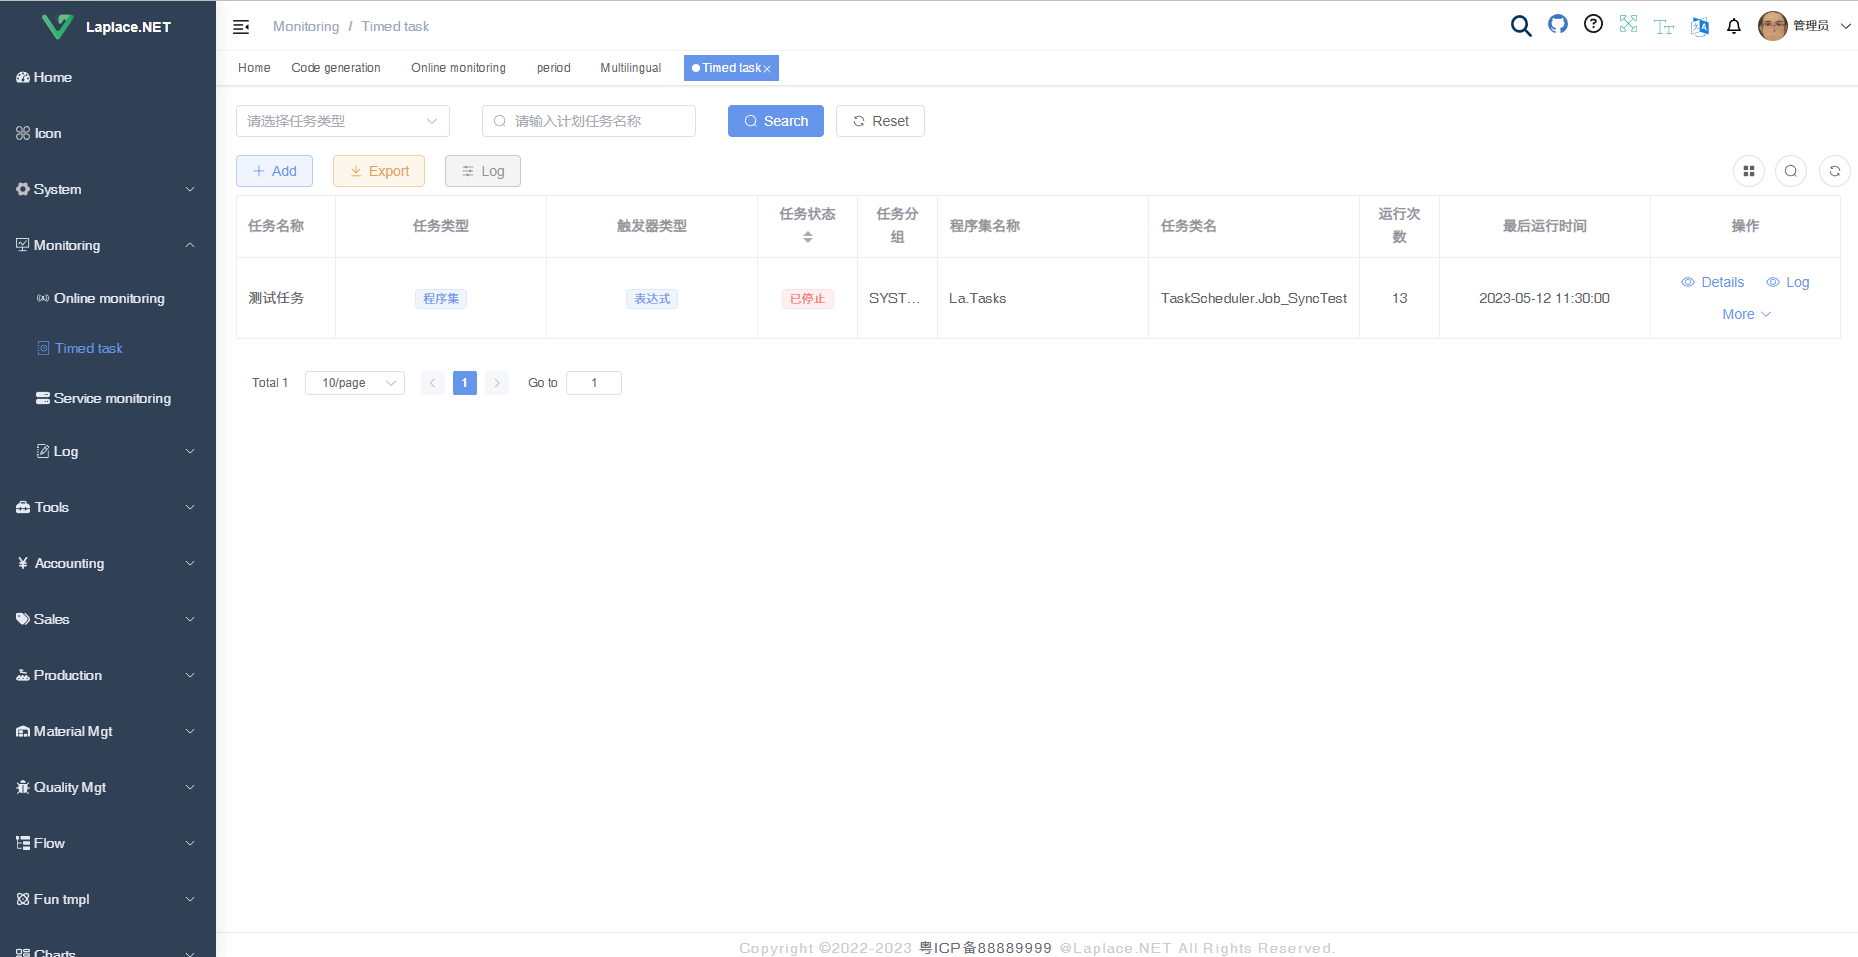 Laplace.NET
Home
Icon
System
Monitoring
Online monitoring
Timed task
Service monitoring
Log
Tools
Accounting
Sales
Production
Material Mgt
Quality Mgt
Flow
Fun tmpl
Charts
Monitoring / Timed task
管理员
Home Code generation Online monitoring period Multilingual Timed task
请选择任务类型 请输入计划任务名称 Search Reset
Add Export Log
任务名称 任务类型 触发器类型 任务状态 任务分组 程序集名称 任务类名 运行次数 最后运行时间 操作
测试任务 程序集 表达式 已停止 SYST... La.Tasks TaskScheduler.Job_SyncTest 13 2023-05-12 11:30:00 Details Log
More
Total 1 10/page 1 Go to 1
Copyright ©2022-2023 粤ICP备88889999 @Laplace.NET All Rights Reserved.